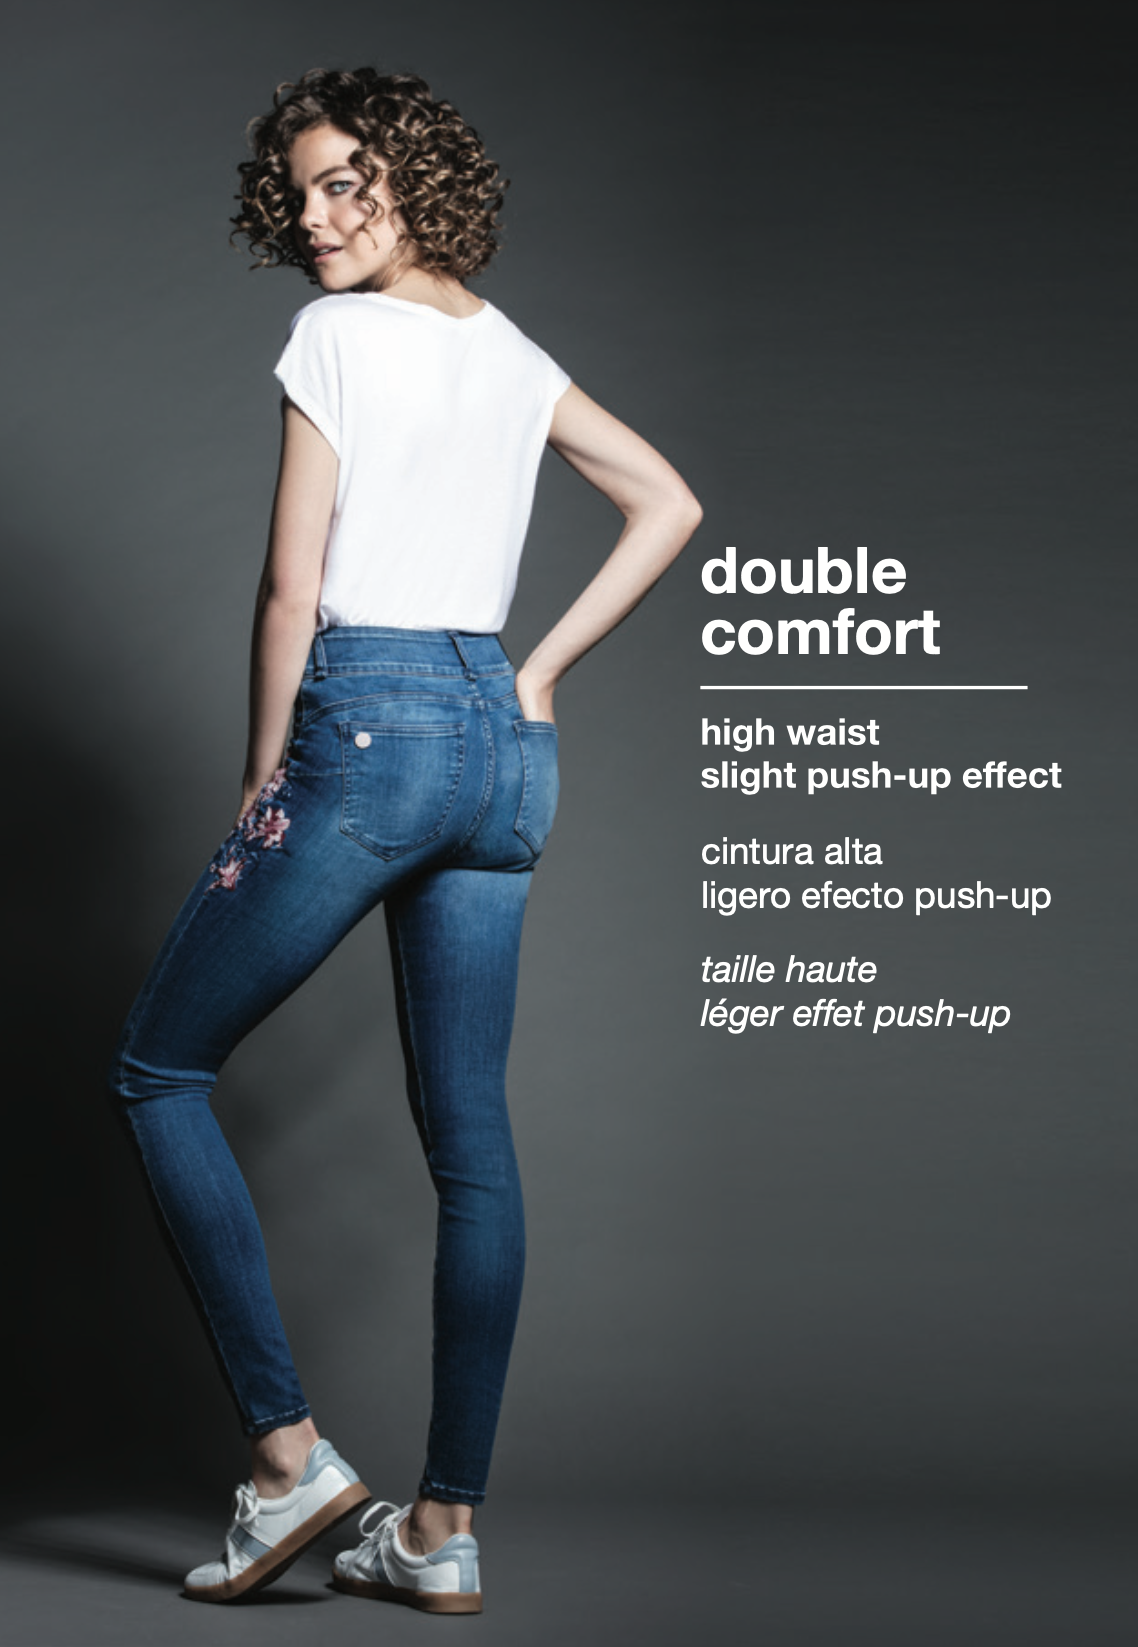 double
comfort
high waist
slight push-up effect
cintura alta
ligero efecto push-up
taille haute
léger effet push-up